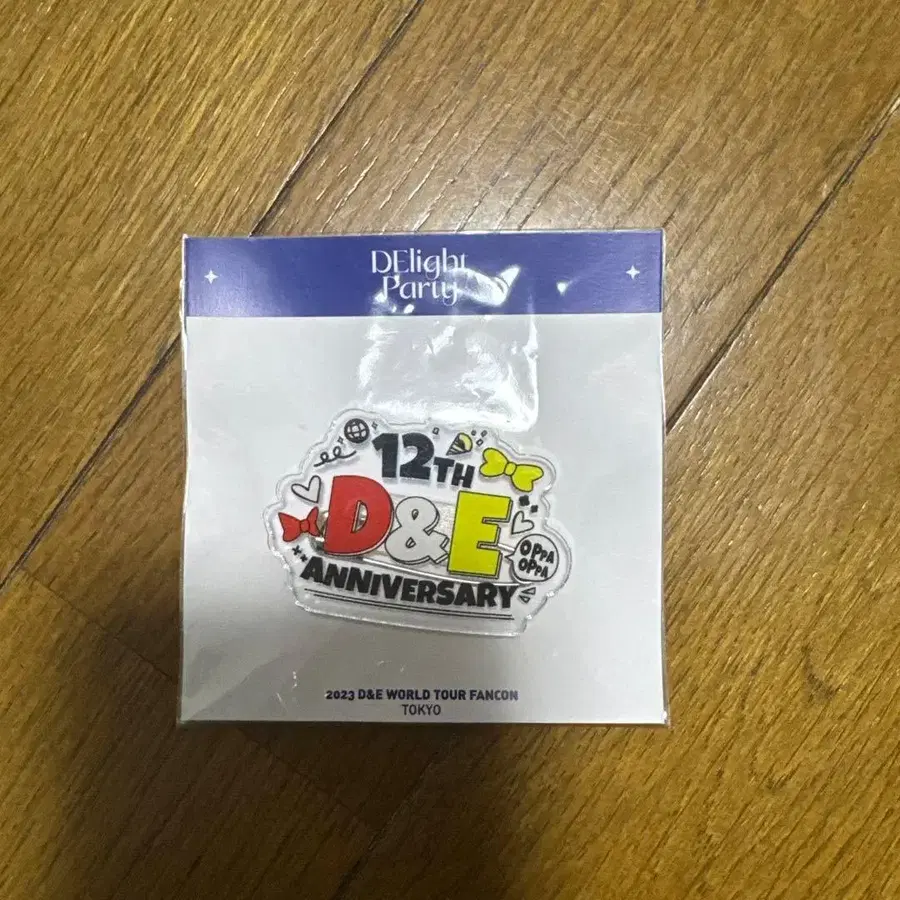 DElight
Party
12TH
D&E
OPPA
OPPA
ANNIVERSARY
2023 D&E WORLD TOUR FANCON
TOKYO